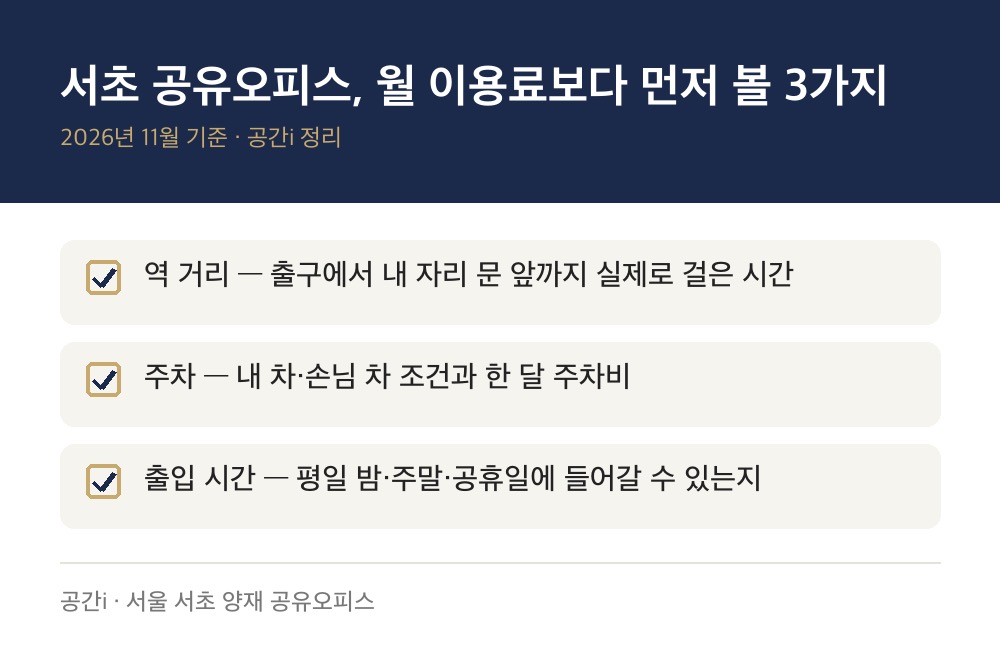 서초 공유오피스, 월 이용료보다 먼저 볼 3가지
2026년 11월 기준 · 공간i 정리
역 거리 — 출구에서 내 자리 문 앞까지 실제로 걸은 시간
주차 — 내 차·손님 차 조건과 한 달 주차비
출입 시간 — 평일 밤·주말·공휴일에 들어갈 수 있는지
공간i · 서울 서초 양재 공유오피스